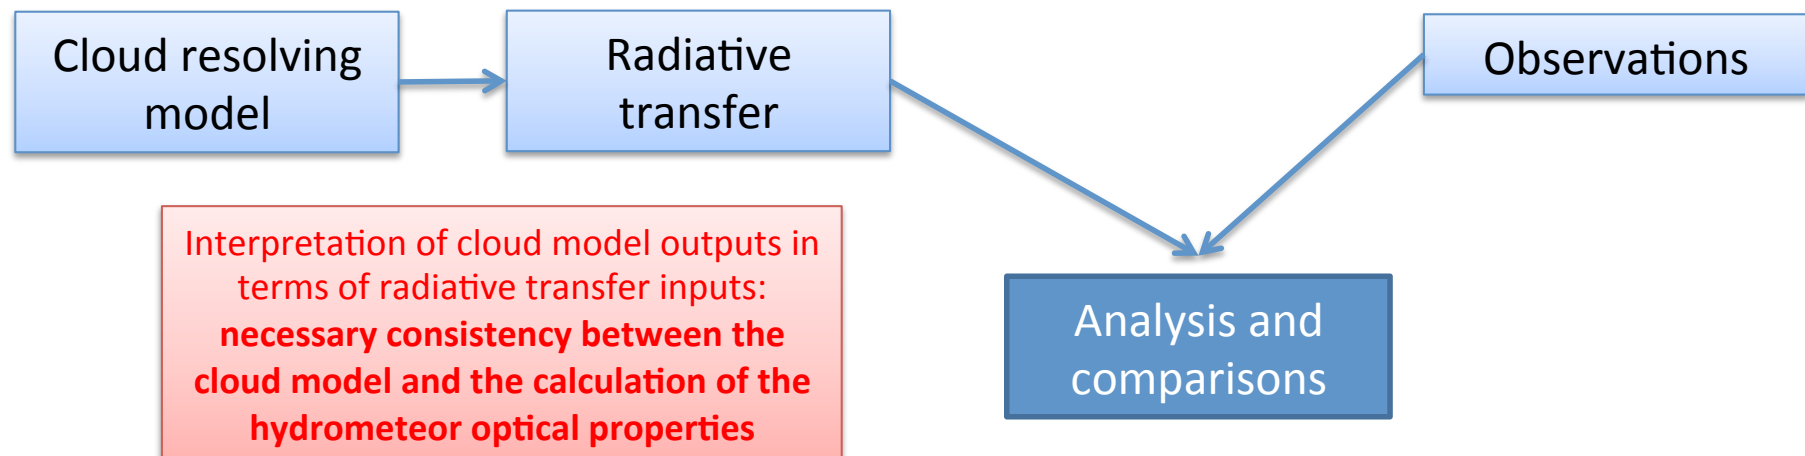 Cloud resolving
model
Radiative
transfer
Observations
Interpretation of cloud model outputs in
terms of radiative transfer inputs:
necessary consistency between the
cloud model and the calculation of the
hydrometeor optical properties
Analysis and
comparisons